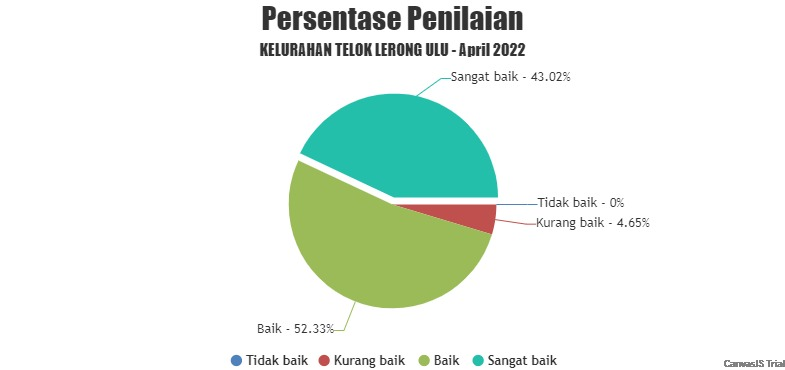 Persentase Penilaian
KELURAHAN TELOK LERONG ULU - April 2022
Sangat baik - 43.02%
Tidak baik - 0%
Kurang baik - 4.65%
Baik - 52.33%
Tidak baik Kurang baik Baik Sangat baik
CanvasJS Trial